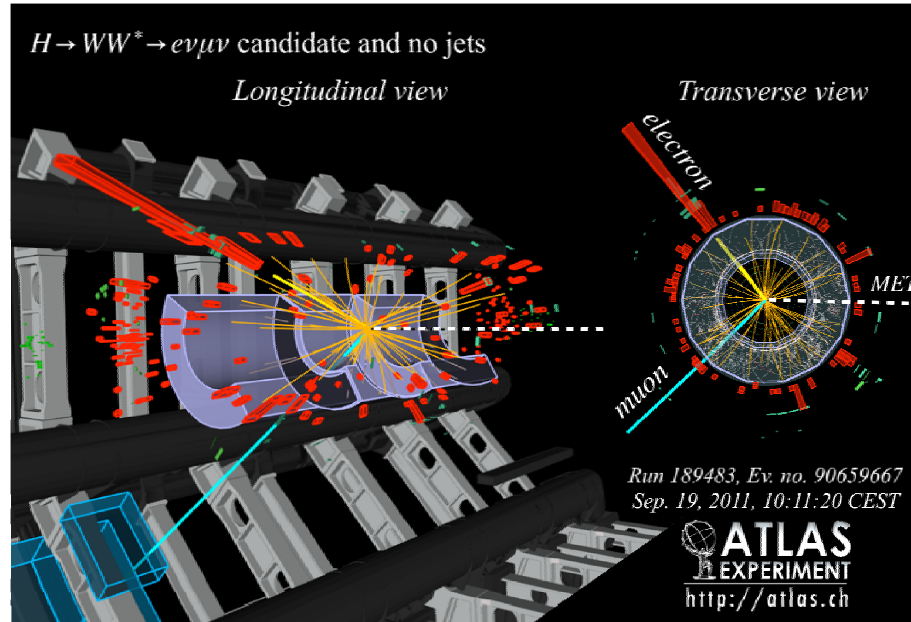 H → WW* → eνμν candidate and no jets
Longitudinal view
Transverse view
electron
MET
muon
Run 189483, Ev. no. 90659667
Sep. 19, 2011, 10:11:20 CEST
ATLAS
EXPERIMENT
http://atlas.ch